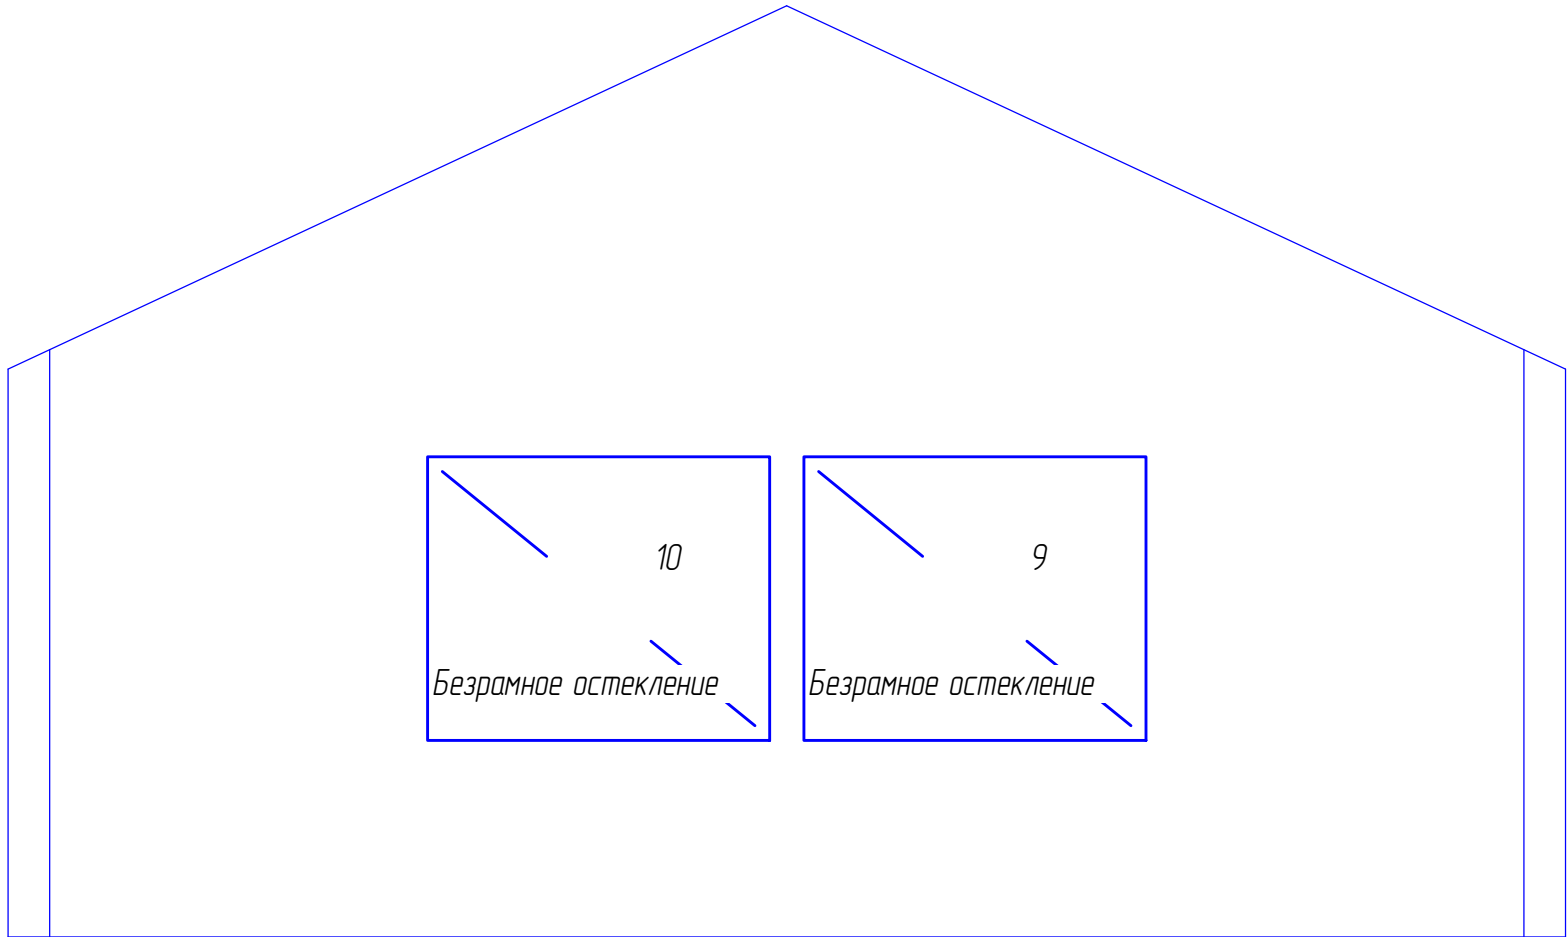 10
9
Безрамное остекление
Безрамное остекление